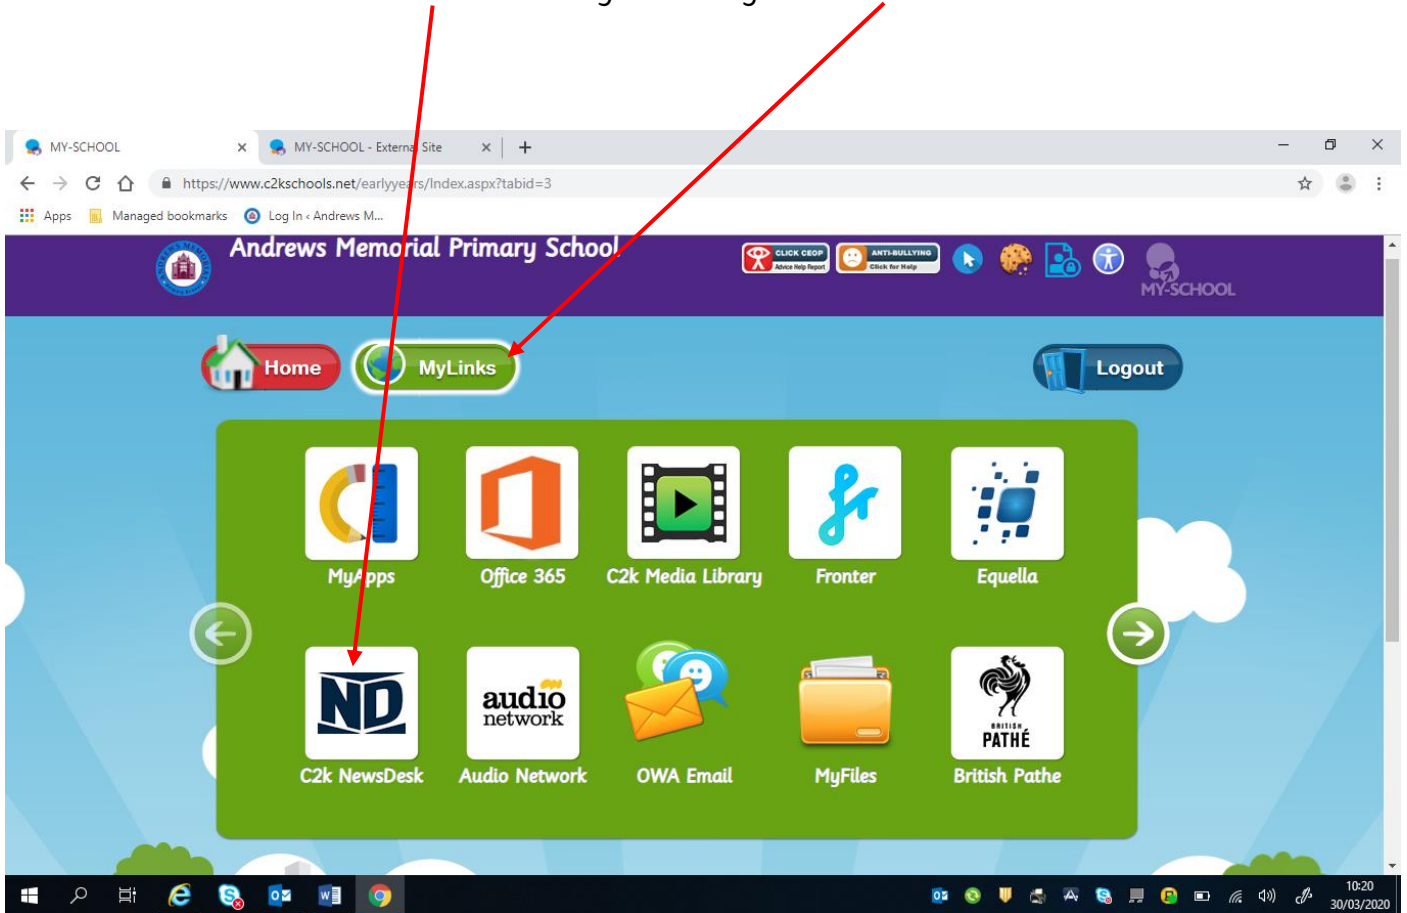 MY-SCHOOL
MY-SCHOOL - External Site
https://www.c2kschools.net/earlyyears/Index.aspx?tabid=3
Apps
Managed bookmarks
Log In ‹ Andrews M...
Andrews Memorial Primary School
CLICK CEOP
Advice Help Report
ANTI-BULLYING
Click for Help
MY-SCHOOL
Home
MyLinks
Logout
MyApps
Office 365
C2k Media Library
Fronter
Equella
ND
audio
network
BRITISH
PATHÉ
C2k NewsDesk
Audio Network
OWA Email
MyFiles
British Pathe
10:20
30/03/2020